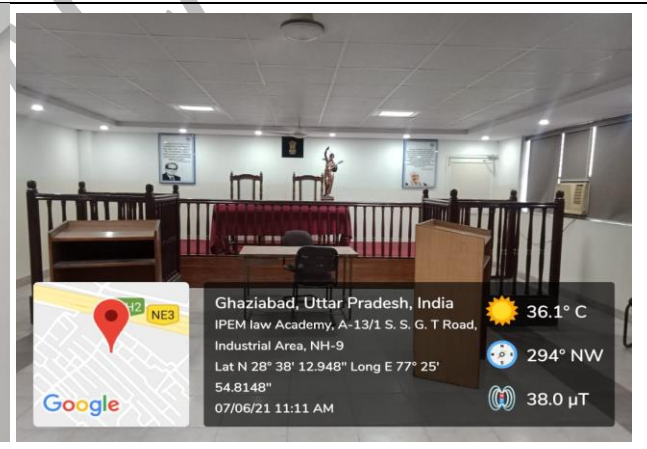 H2
NE3
Google
Ghaziabad, Uttar Pradesh, India
IPEM law Academy, A-13/1 S. S. G. T Road,
Industrial Area, NH-9
Lat N 28° 38' 12.948" Long E 77° 25'
54.8148"
07/06/21 11:11 AM
36.1° C
294° NW
38.0 µT